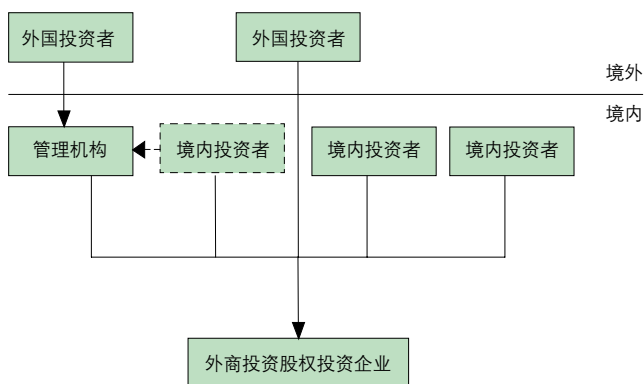 外国投资者
外国投资者
境外
境内
管理机构
境内投资者
境内投资者
境内投资者
外商投资股权投资企业